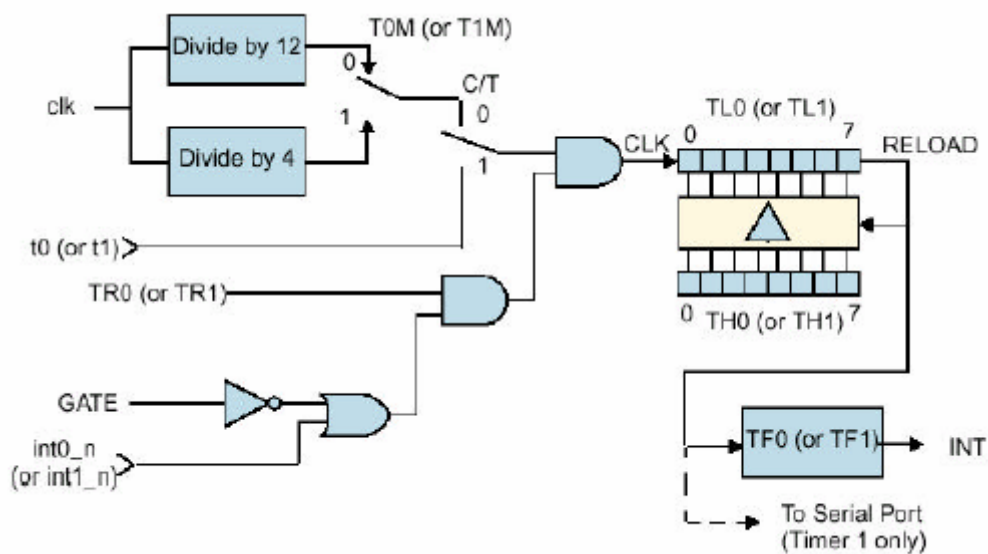 T0M (or T1M)
Divide by 12
0
clk
C/T
0
1
Divide by 4
1
TL0 (or TL1)
0 7
CLK
RELOAD
t0 (or t1)
TR0 (or TR1)
0 7
TH0 (or TH1)
GATE
int0_n
(or int1_n)
TF0 (or TF1)
INT
To Serial Port
(Timer 1 only)